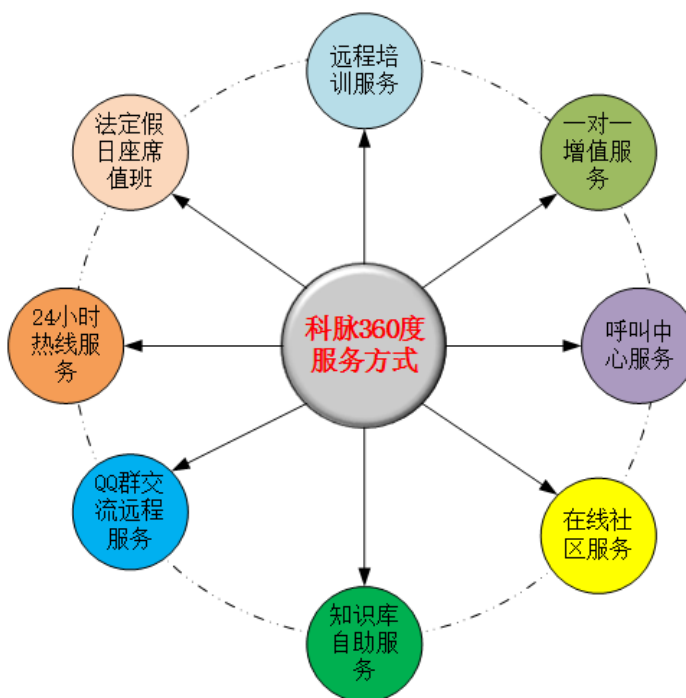 远程培
训服务
一对一
增值服
务
呼叫中
心服务
在线社
区服务
知识库
自助服
务
QQ群交
流远程
服务
24小时
热线服
务
法定假
日座席
值班
科脉360度
服务方式